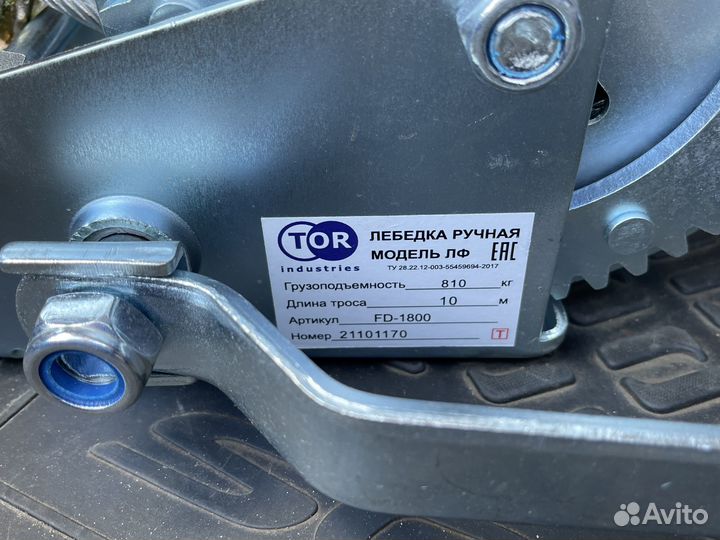 TOR
industries
ЛЕБЕДКА РУЧНАЯ
МОДЕЛЬ ЛФ EAC
ТУ 28.22.12-003-55459694-2017
Грузоподъемность 810 кг
Длина троса 10 м
Артикул FD-1800
Номер 21101170 T
Avito